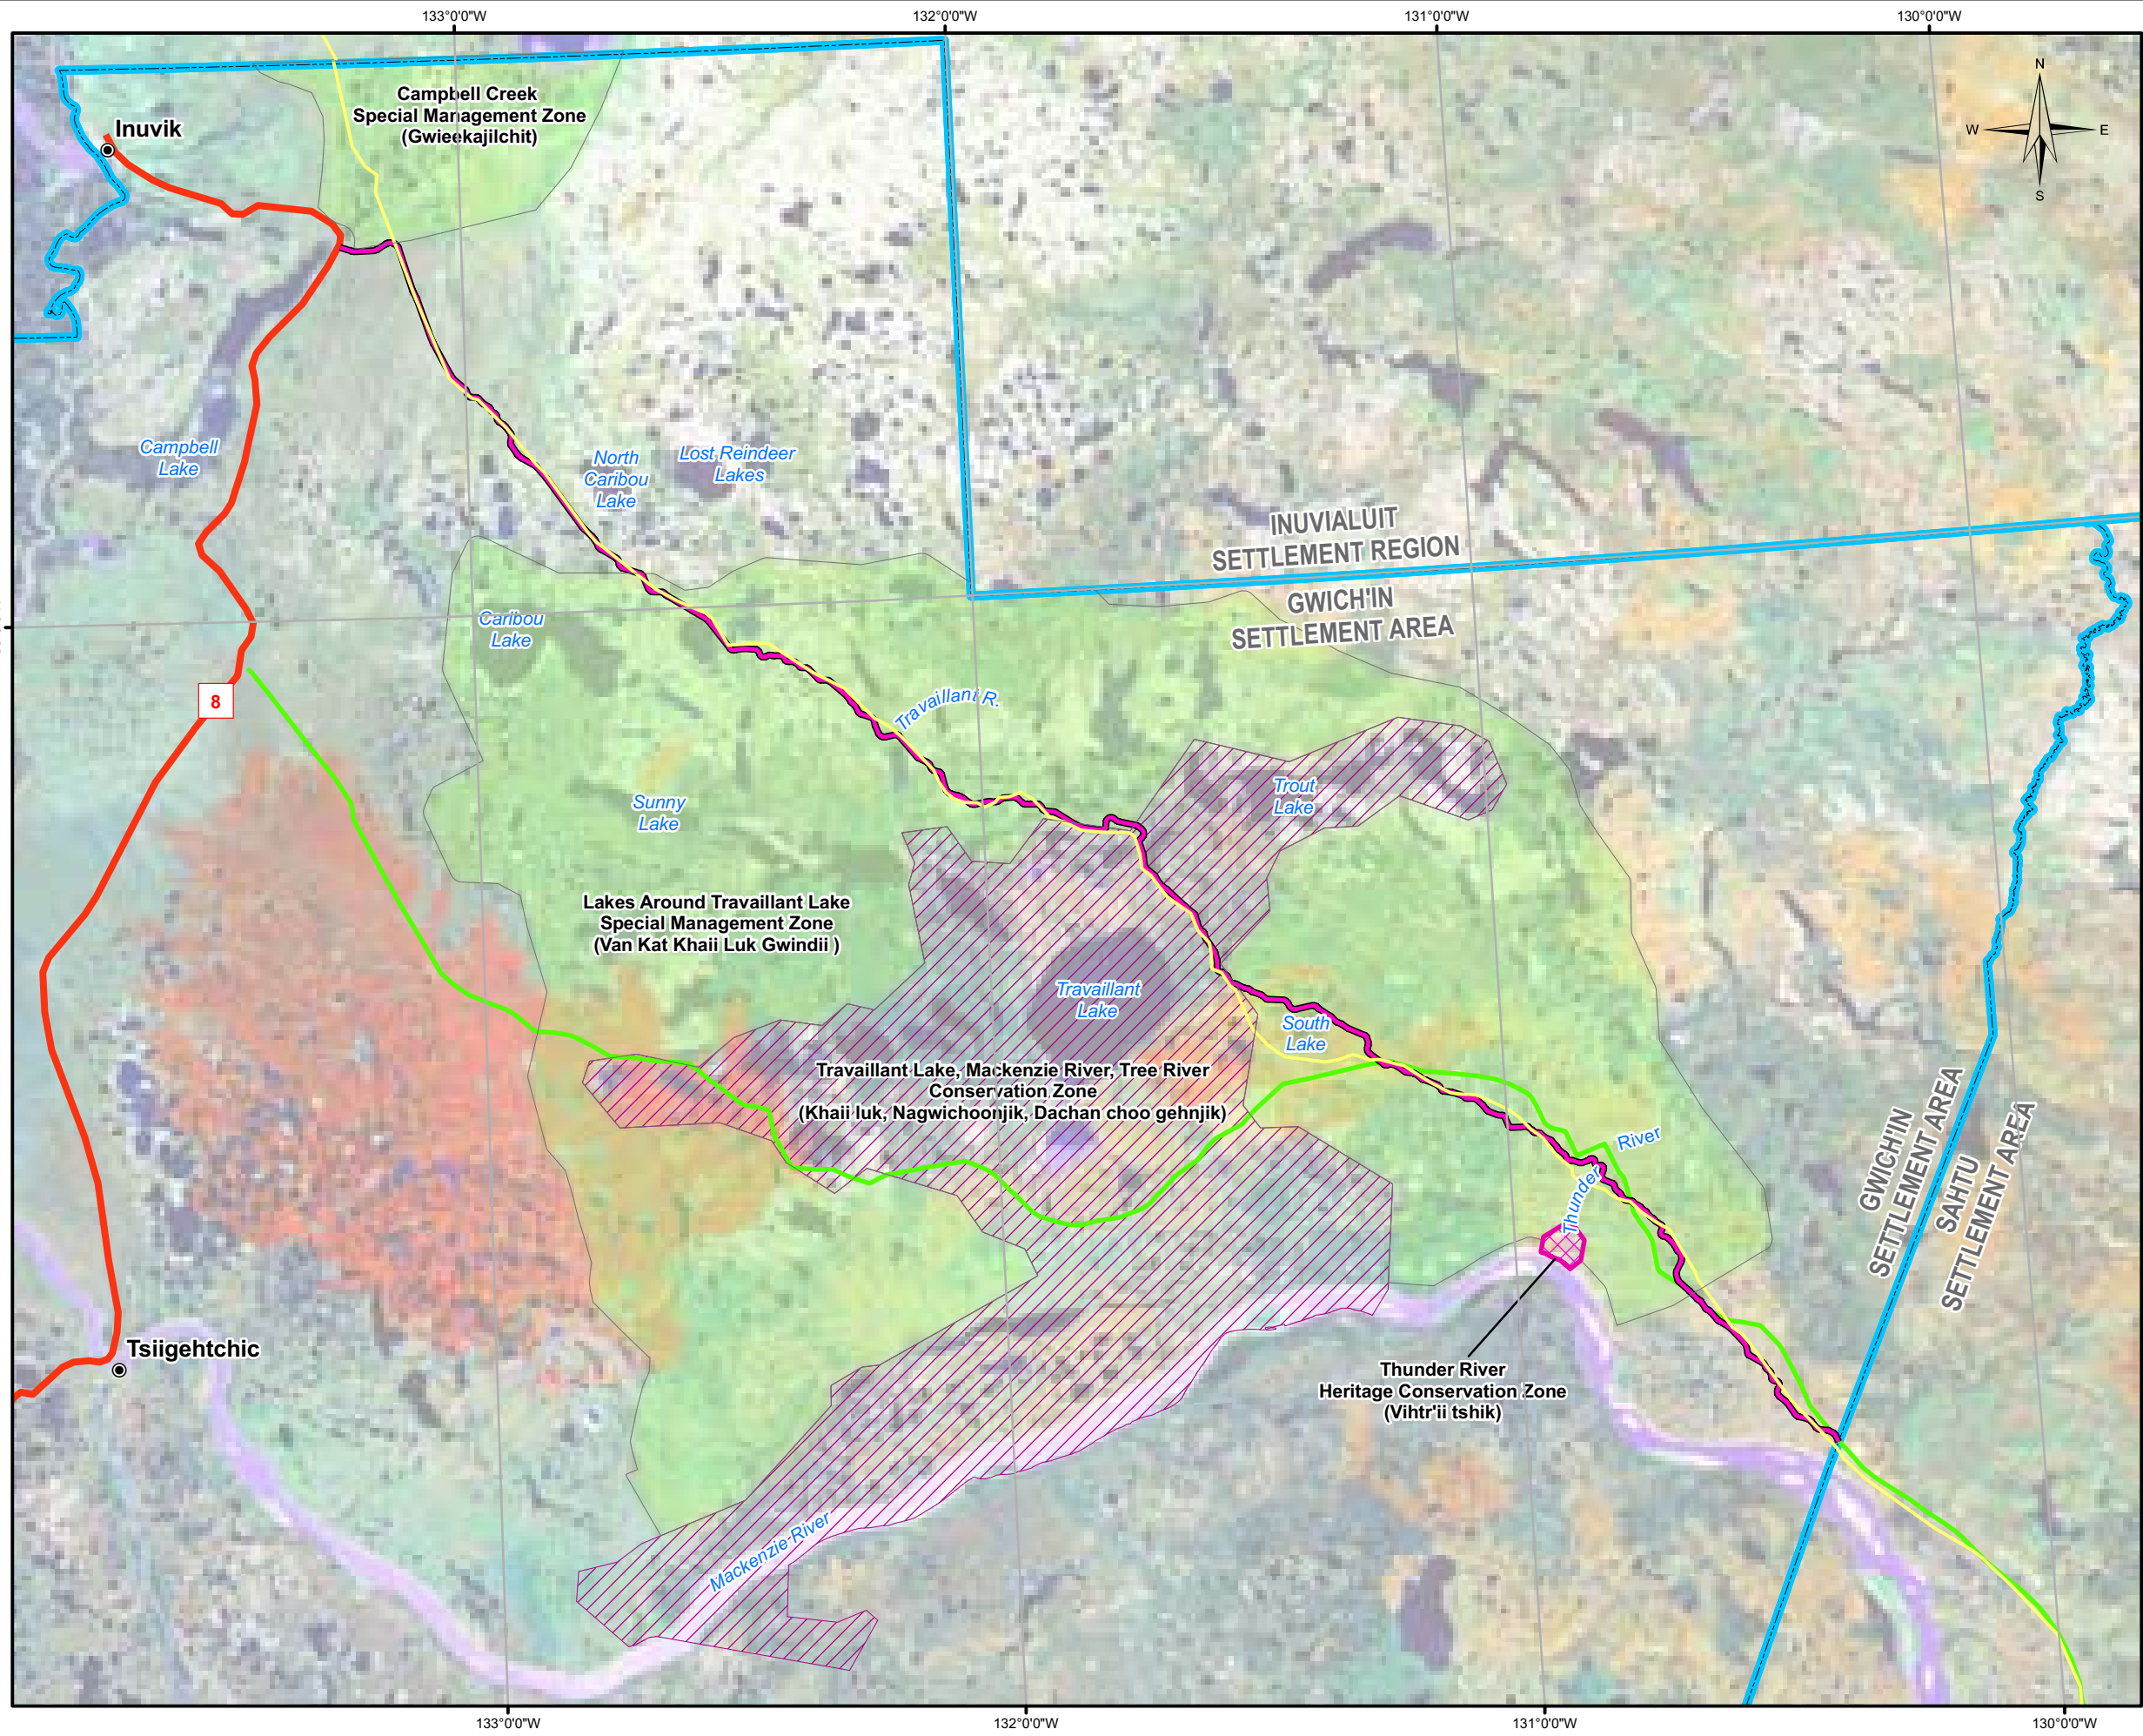 133°0'0"W
132°0'0"W
131°0'0"W
130°0'0"W
N
W
E
S
Campbell Creek
Special Management Zone
(Gwieekajilchit)
Inuvik
Campbell
Lake
North
Caribou
Lake
Lost Reindeer
Lakes
INUVIALUIT
SETTLEMENT REGION
GWICH'IN
SETTLEMENT AREA
Caribou
Lake
8
Travaillant R.
Sunny
Lake
Trout
Lake
Lakes Around Travaillant Lake
Special Management Zone
(Van Kat Khaii Luk Gwindii )
Travaillant
Lake
South
Lake
Travaillant Lake, Mackenzie River, Tree River
Conservation Zone
(Khaii luk, Nagwichoonjik, Dachan choo gehnjik)
Thunder River
GWICH'IN
SETTLEMENT AREA
SAHTU
SETTLEMENT AREA
Tsiigehtchic
Thunder River
Heritage Conservation Zone
(Vihtr'ii tshik)
Mackenzie River
133°0'0"W
132°0'0"W
131°0'0"W
130°0'0"W